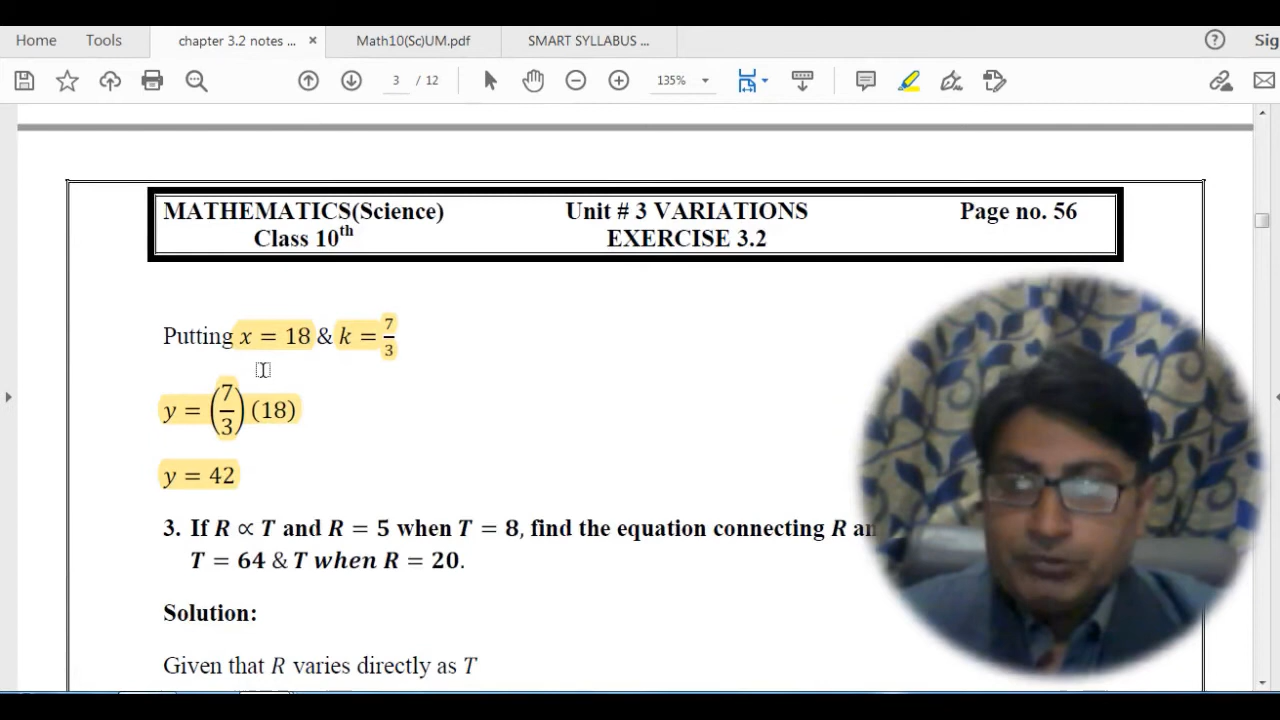 Home Tools chapter 3.2 notes ... × Math10(Sc)UM.pdf SMART SYLLABUS ... Sig
3 / 12 135%
MATHEMATICS(Science) Unit # 3 VARIATIONS Page no. 56
Class 10th EXERCISE 3.2
Putting x = 18 & k = 7/3
y = (7/3) (18)
y = 42
3. If R ∝ T and R = 5 when T = 8, find the equation connecting R an
T = 64 & T when R = 20.
Solution:
Given that R varies directly as T